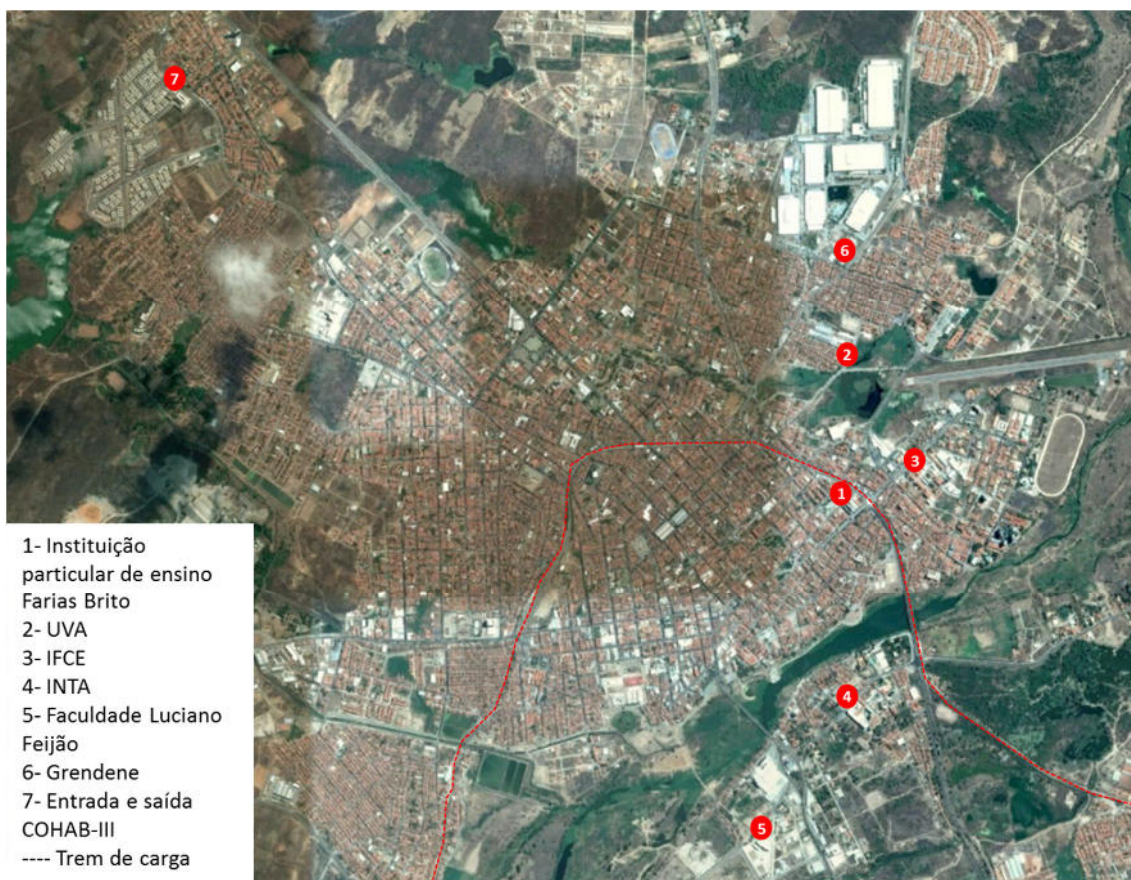 7
6
2
3
1
4
5
1- Instituição
particular de ensino
Farias Brito
2- UVA
3- IFCE
4- INTA
5- Faculdade Luciano
Feijão
6- Grendene
7- Entrada e saída
COHAB-III
---- Trem de carga